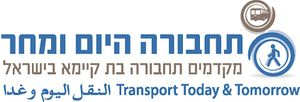 תחבורה היום ומחר
מקדמים תחבורה בת קיימא בישראל
Transport Today & Tomorrow النقل اليوم وغدا